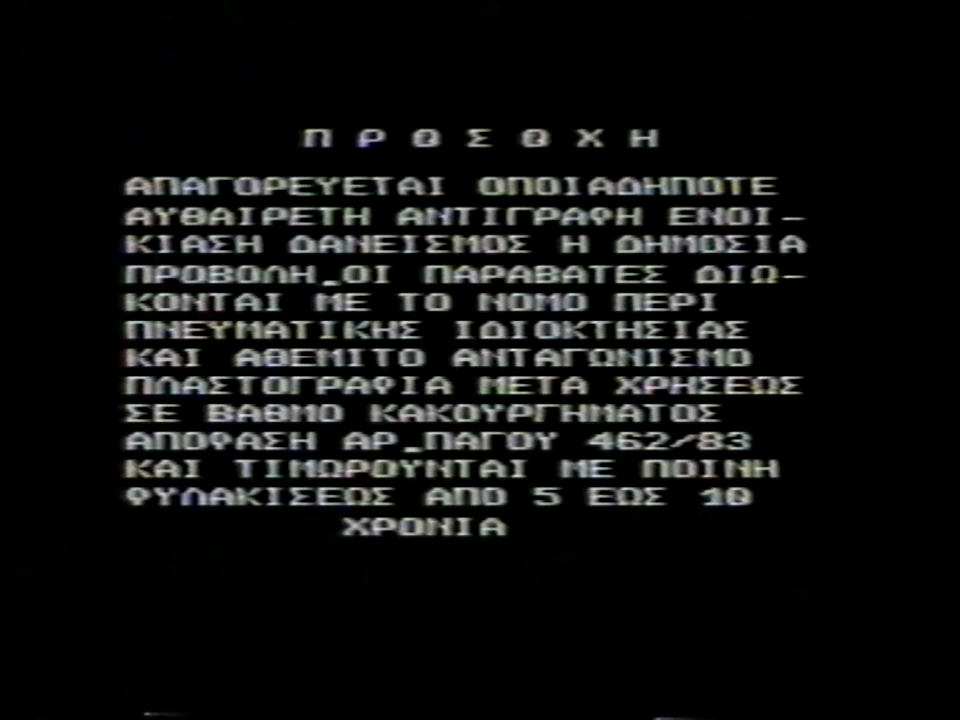 Π Ρ Ο Σ Ο Χ Η
ΑΠΑΓΟΡΕΥΕΤΑΙ ΟΠΟΙΑΔΗΠΟΤΕ
ΑΥΘΑΙΡΕΤΗ ΑΝΤΙΓΡΑΦΗ ΕΝΟΙ-
ΚΙΑΣΗ ΔΑΝΕΙΣΜΟΣ Η ΔΗΜΟΣΙΑ
ΠΡΟΒΟΛΗ.ΟΙ ΠΑΡΑΒΑΤΕΣ ΔΙΩ-
ΚΟΝΤΑΙ ΜΕ ΤΟ ΝΟΜΟ ΠΕΡΙ
ΠΝΕΥΜΑΤΙΚΗΣ ΙΔΙΟΚΤΗΣΙΑΣ
ΚΑΙ ΑΘΕΜΙΤΟ ΑΝΤΑΓΩΝΙΣΜΟ
ΠΛΑΣΤΟΓΡΑΦΙΑ ΜΕΤΑ ΧΡΗΣΕΩΣ
ΣΕ ΒΑΘΜΟ ΚΑΚΟΥΡΓΗΜΑΤΟΣ
ΑΠΟΦΑΣΗ ΑΡ.ΠΑΓΟΥ 462/83
ΚΑΙ ΤΙΜΩΡΟΥΝΤΑΙ ΜΕ ΠΟΙΝΗ
ΦΥΛΑΚΙΣΕΩΣ ΑΠΟ 5 ΕΩΣ 10
ΧΡΟΝΙΑ